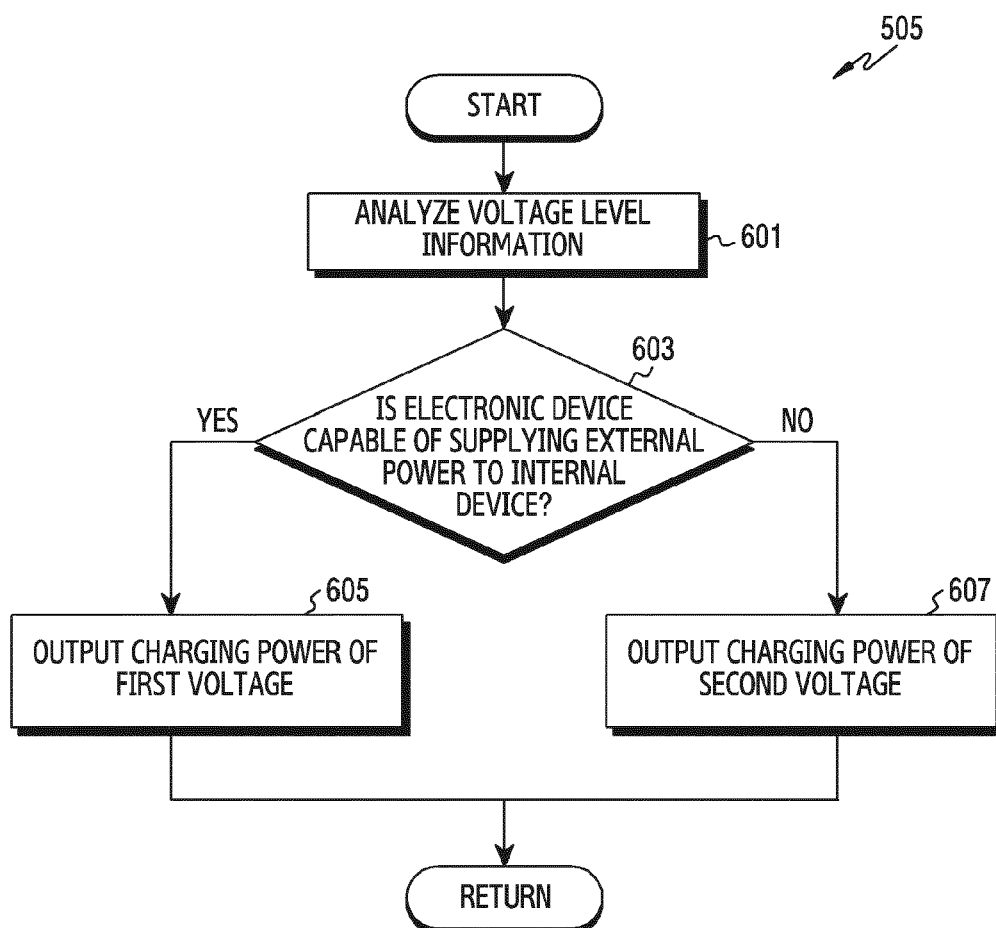 505
START
ANALYZE VOLTAGE LEVEL
INFORMATION
601
603
IS ELECTRONIC DEVICE
CAPABLE OF SUPPLYING EXTERNAL
POWER TO INTERNAL
DEVICE?
YES
NO
605
OUTPUT CHARGING POWER OF
FIRST VOLTAGE
607
OUTPUT CHARGING POWER OF
SECOND VOLTAGE
RETURN